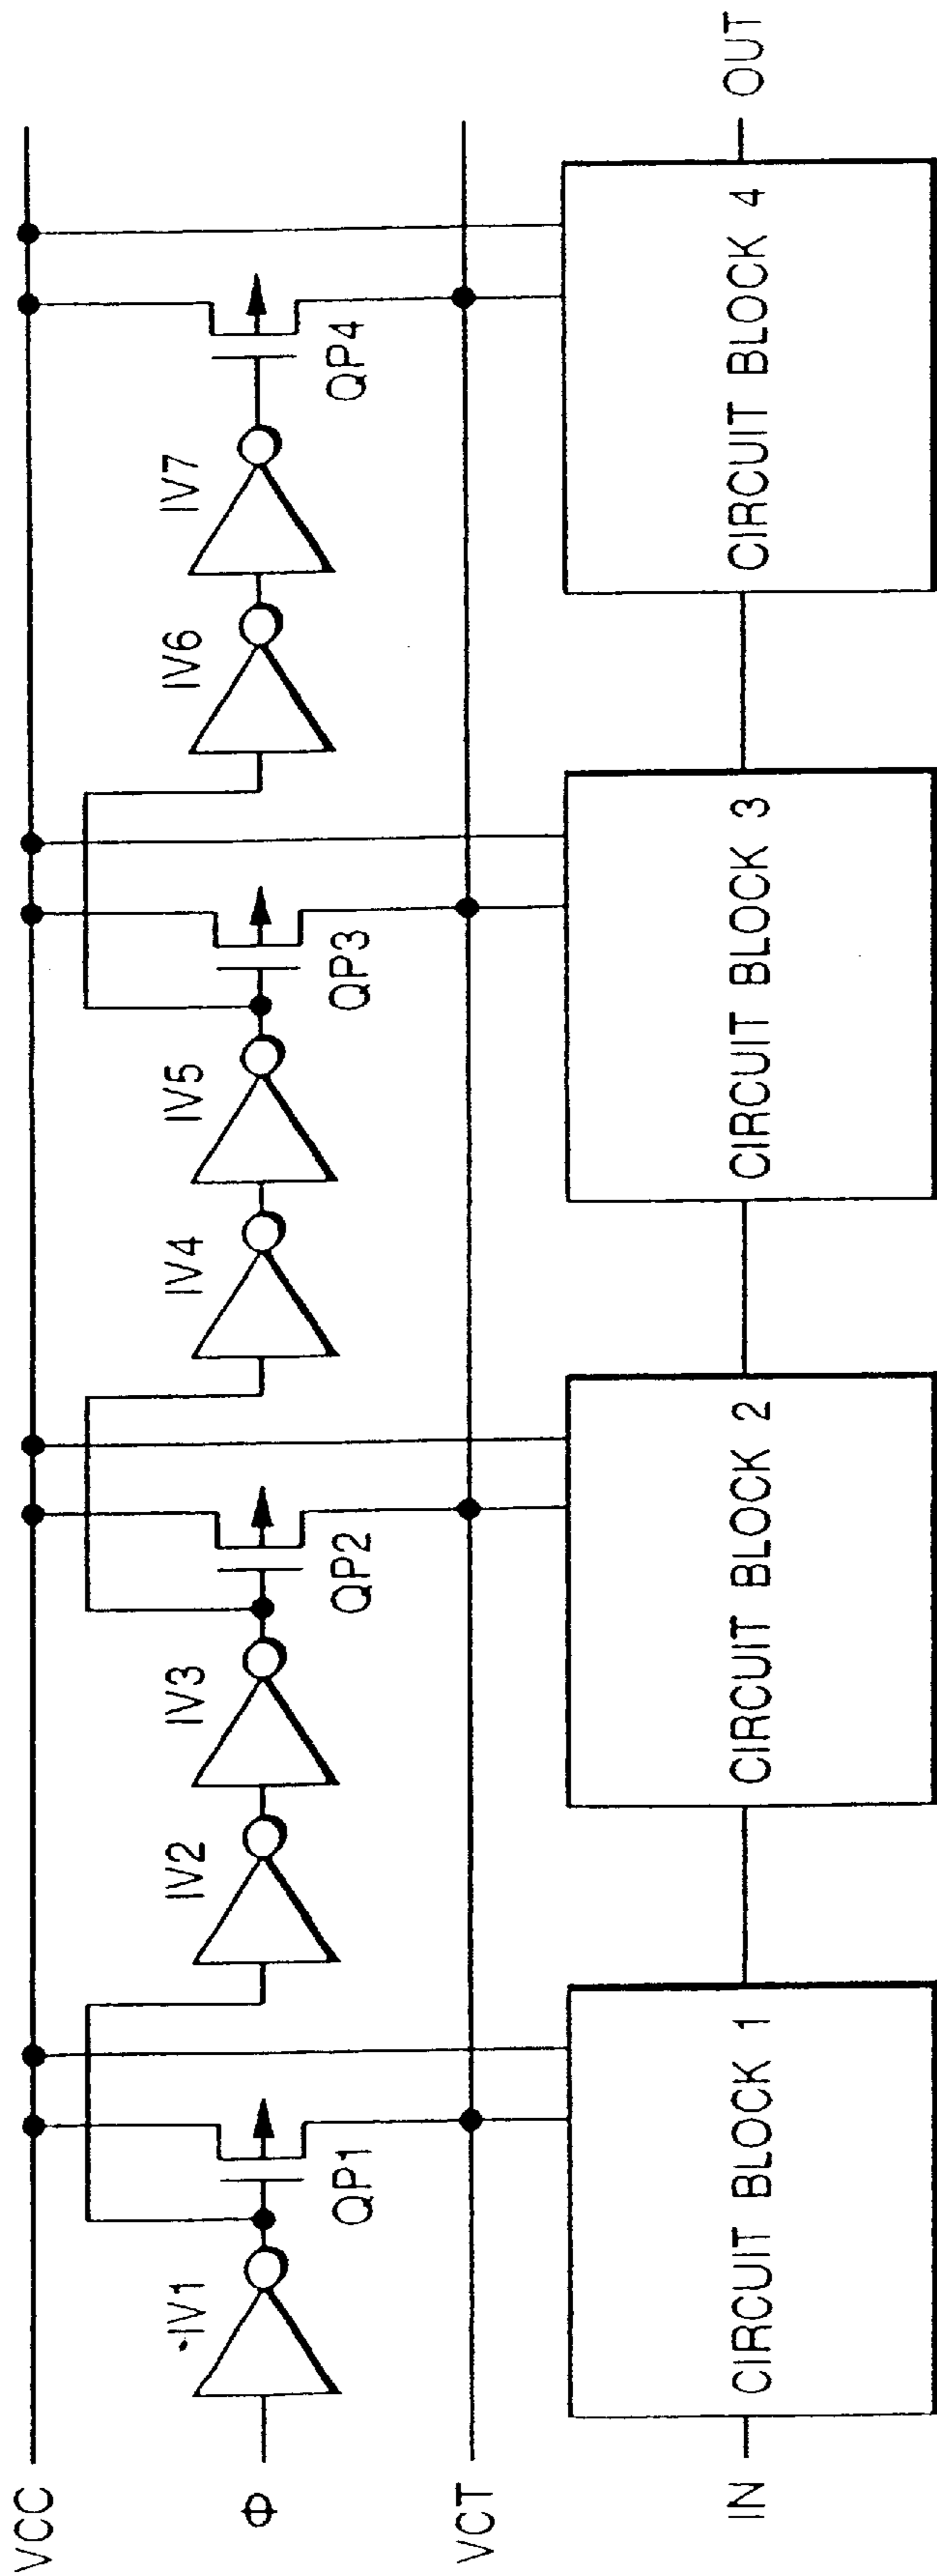 VCC
Φ
VCT
IN
IV1
QP1
IV2
IV3
QP2
IV4
IV5
QP3
IV6
IV7
QP4
CIRCUIT BLOCK 1
CIRCUIT BLOCK 2
CIRCUIT BLOCK 3
CIRCUIT BLOCK 4
OUT